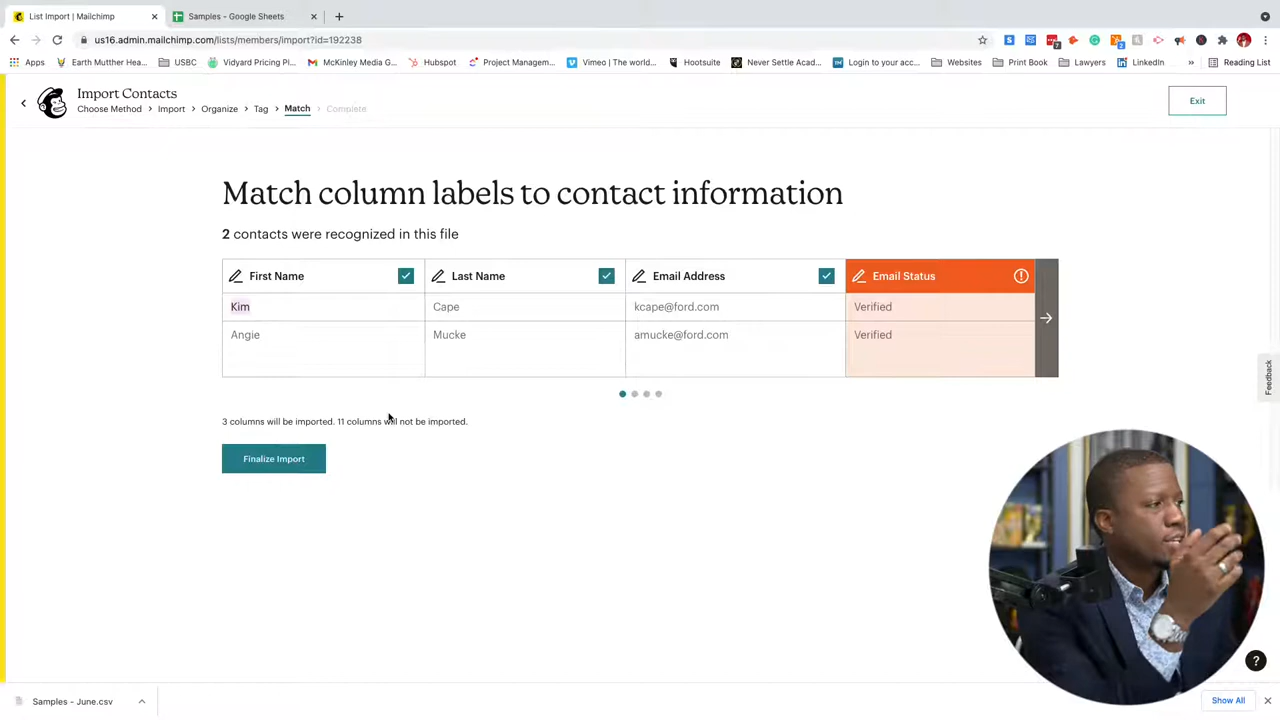 List Import | Mailchimp
Samples - Google Sheets
us16.admin.mailchimp.com/lists/members/import?id=192238
Apps
Earth Mutther Hea...
USBC
Vidyard Pricing Pl...
McKinley Media G...
Hubspot
Project Managem...
Vimeo | The world...
Hootsuite
Never Settle Acad...
Login to your acc...
Websites
Print Book
Lawyers
LinkedIn
»
Reading List
Import Contacts
Choose Method > Import > Organize > Tag > Match > Complete
Exit
Match column labels to contact information
2 contacts were recognized in this file
First Name Last Name Email Address Email Status
Kim Cape kcape@ford.com Verified
Angie Mucke amucke@ford.com Verified
3 columns will be imported. 11 columns will not be imported.
Finalize Import
Feedback
?
Samples - June.csv
Show All